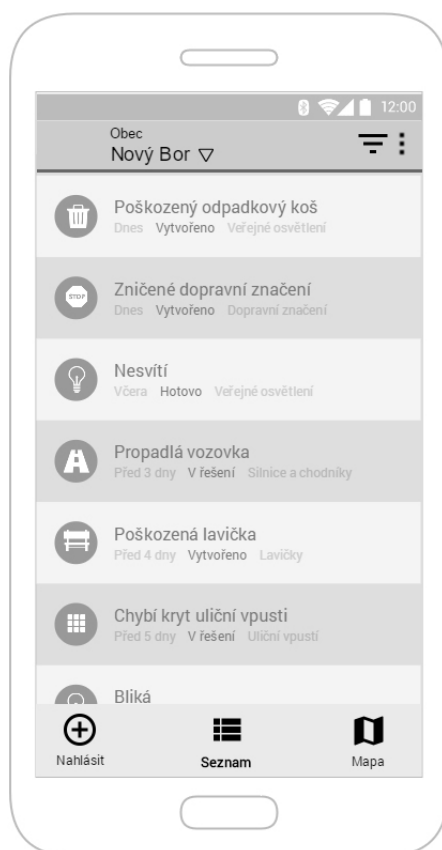 12:00
Obec
Nový Bor
Poškozený odpadkový koš
Dnes Vytvořeno Veřejné osvětlení
STOP
Zničené dopravní značení
Dnes Vytvořeno Dopravní značení
Nesvítí
Včera Hotovo Veřejné osvětlení
Propadlá vozovka
Před 3 dny V řešení Silnice a chodníky
Poškozená lavička
Před 4 dny Vytvořeno Lavičky
Chybí kryt uliční vpusti
Před 5 dny V řešení Uliční vpustí
Bliká
Nahlásit Seznam Mapa